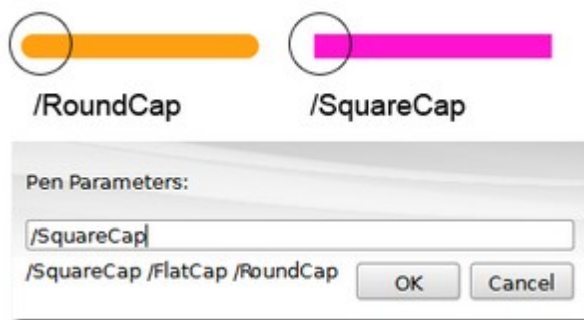 /RoundCap /SquareCap
Pen Parameters:
/SquareCap
/SquareCap /FlatCap /RoundCap OK Cancel